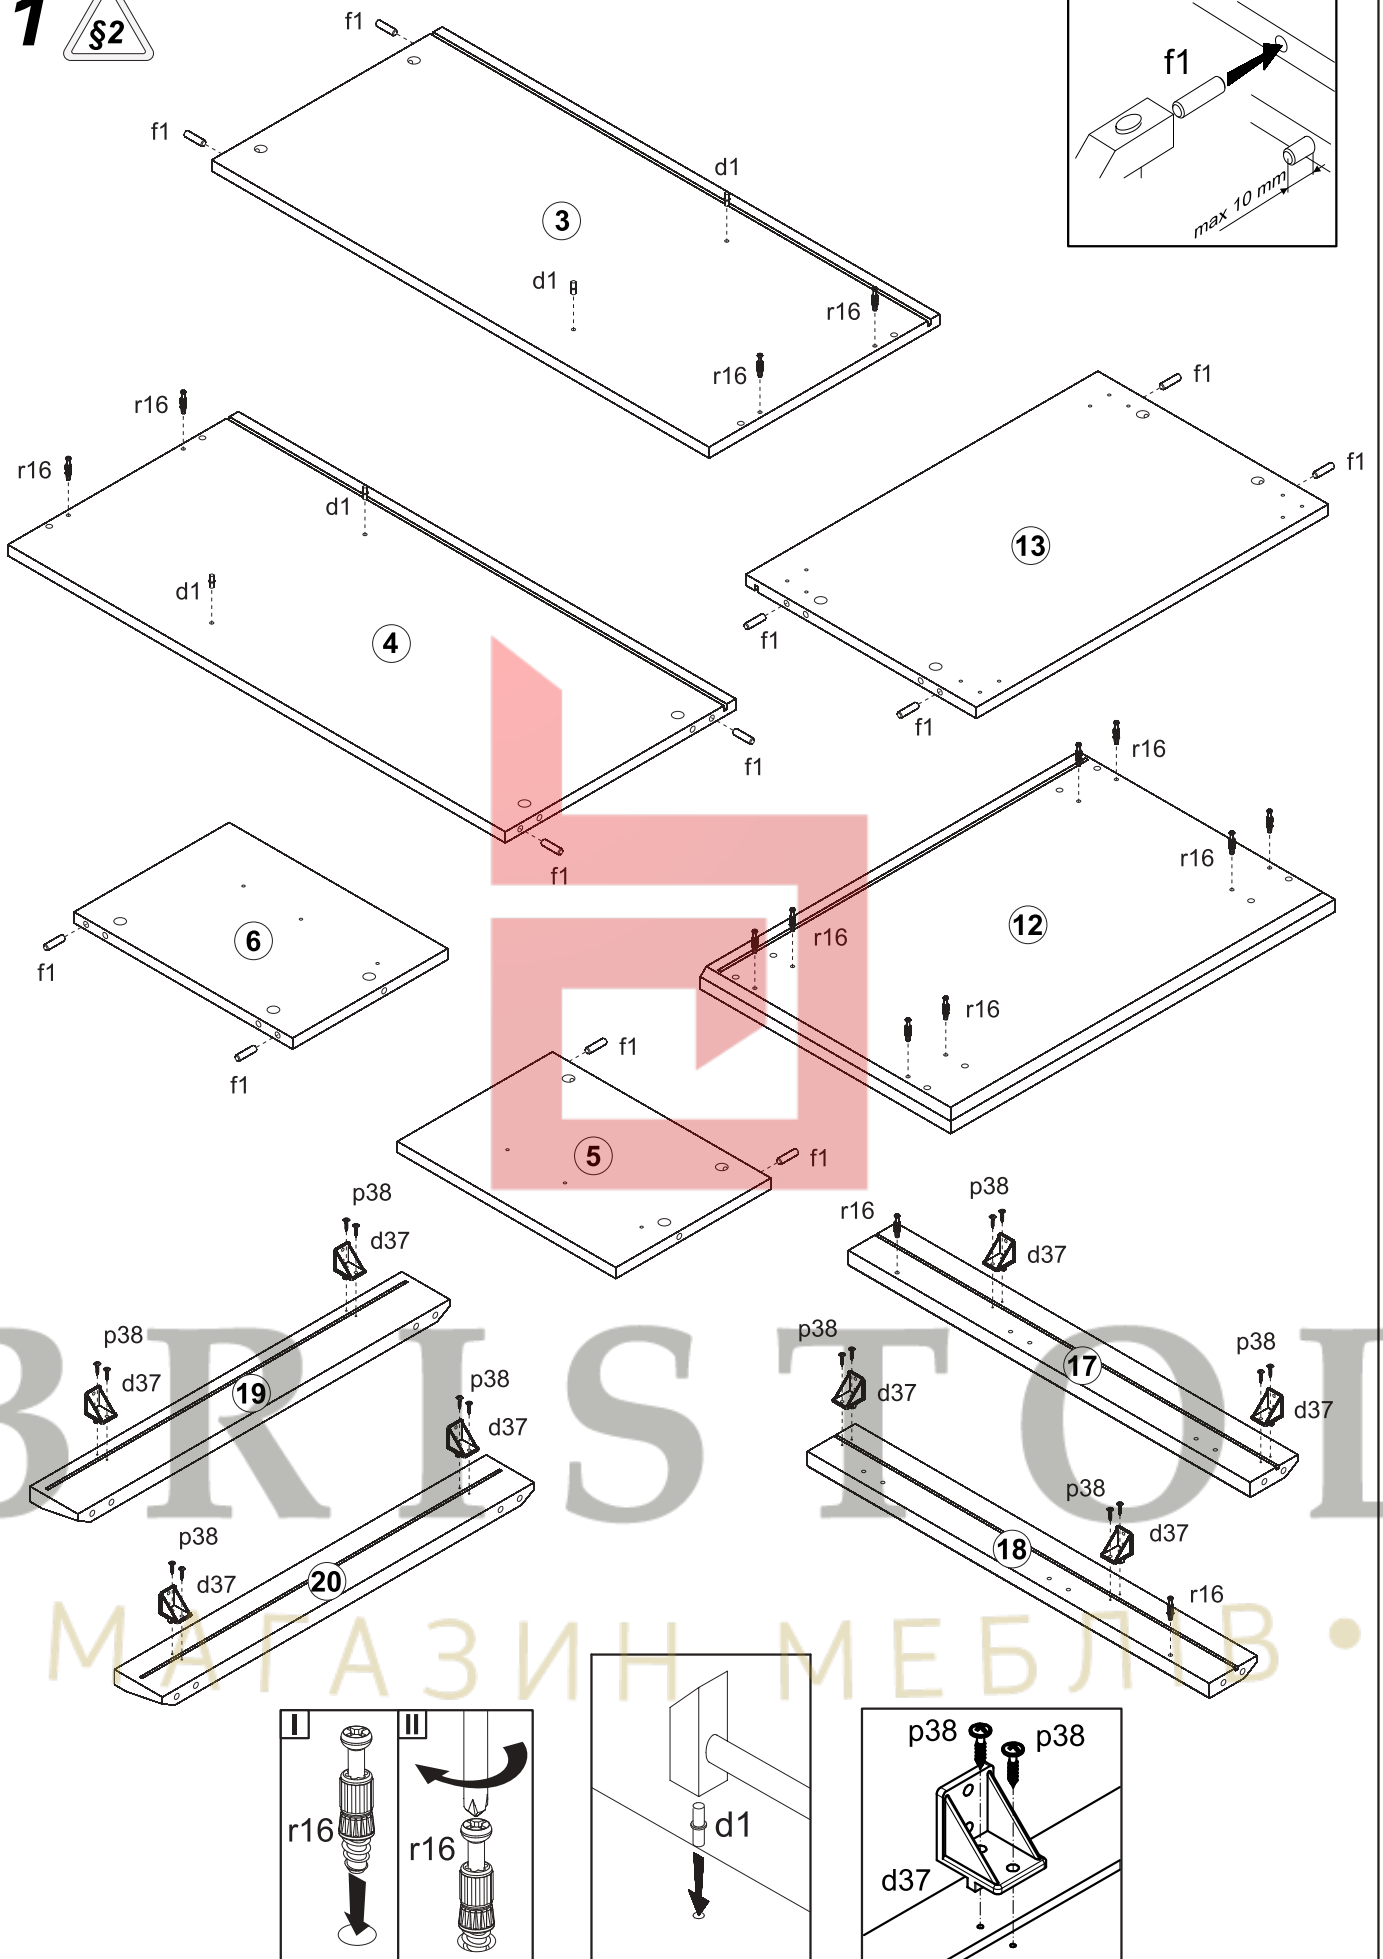 1
§2
f1
f1
d1
3
d1
r16
r16
f1
max 10 mm
r16
r16
d1
d1
4
f1
f1
f1
f1
13
f1
f1
6
f1
f1
r16
r16
12
r16
r16
f1
5
f1
p38
d37
p38
d37
19
p38
d37
p38
d37
20
r16
p38
d37
p38
d37
17
p38
d37
p38
d37
18
r16
BRISTOL
МАГАЗИН МЕБЛІВ •
I
r16
II
r16
d1
p38
p38
d37